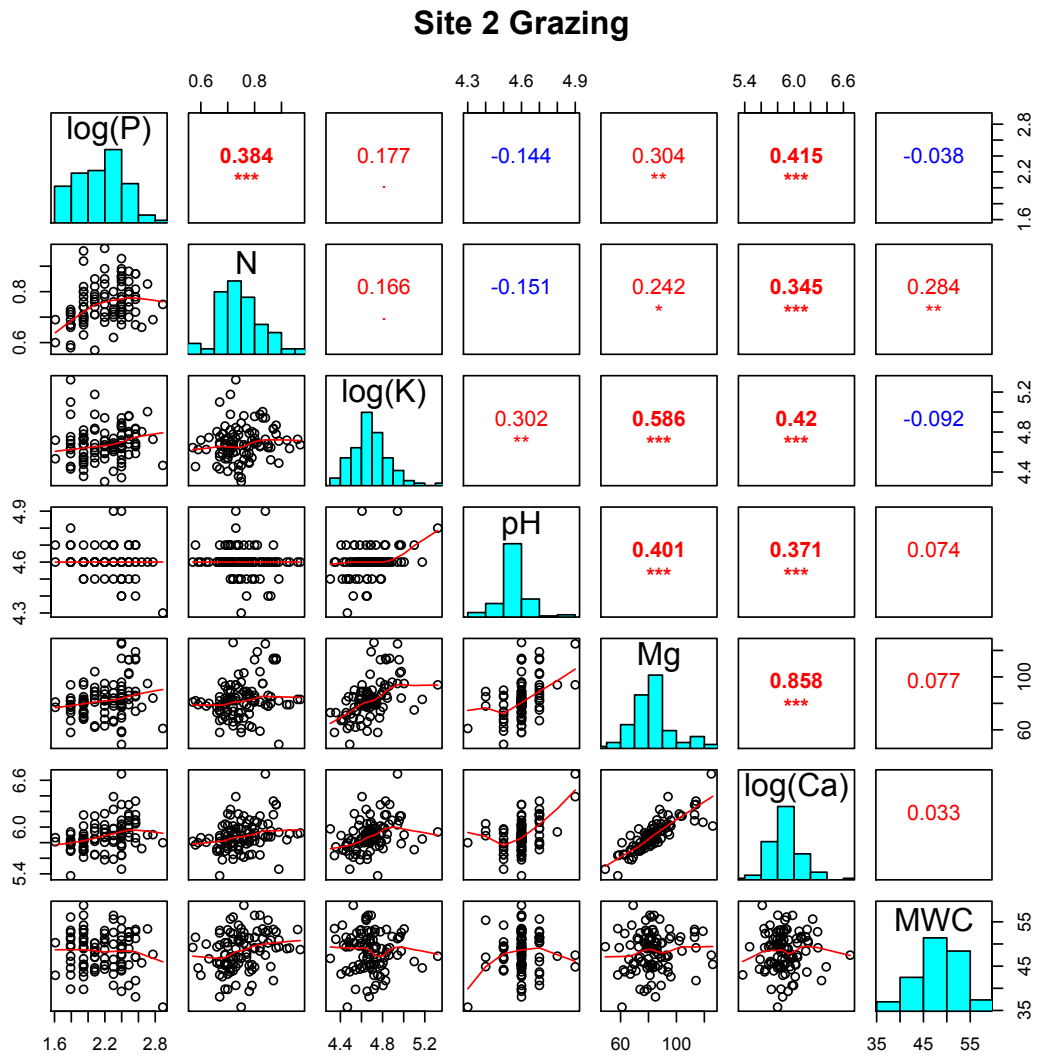 Site 2 Grazing
0.6 0.8 4.3 4.6 4.9 5.4 6.0 6.6
log(P) 0.384 0.177 -0.144 0.304 0.415 -0.038
*** . ** ***
1.6 2.2 2.8
N 0.166 -0.151 0.242 0.345 0.284
. * *** **
0.6 0.8
log(K) 0.302 0.586 0.42 -0.092
** *** ***
4.4 4.8 5.2
pH 0.401 0.371 0.074
*** ***
4.3 4.6 4.9
Mg 0.858 0.077
***
60 100
log(Ca) 0.033
5.4 6.0 6.6
MWC
35 45 55
1.6 2.2 2.8 4.4 4.8 5.2 60 100 35 45 55